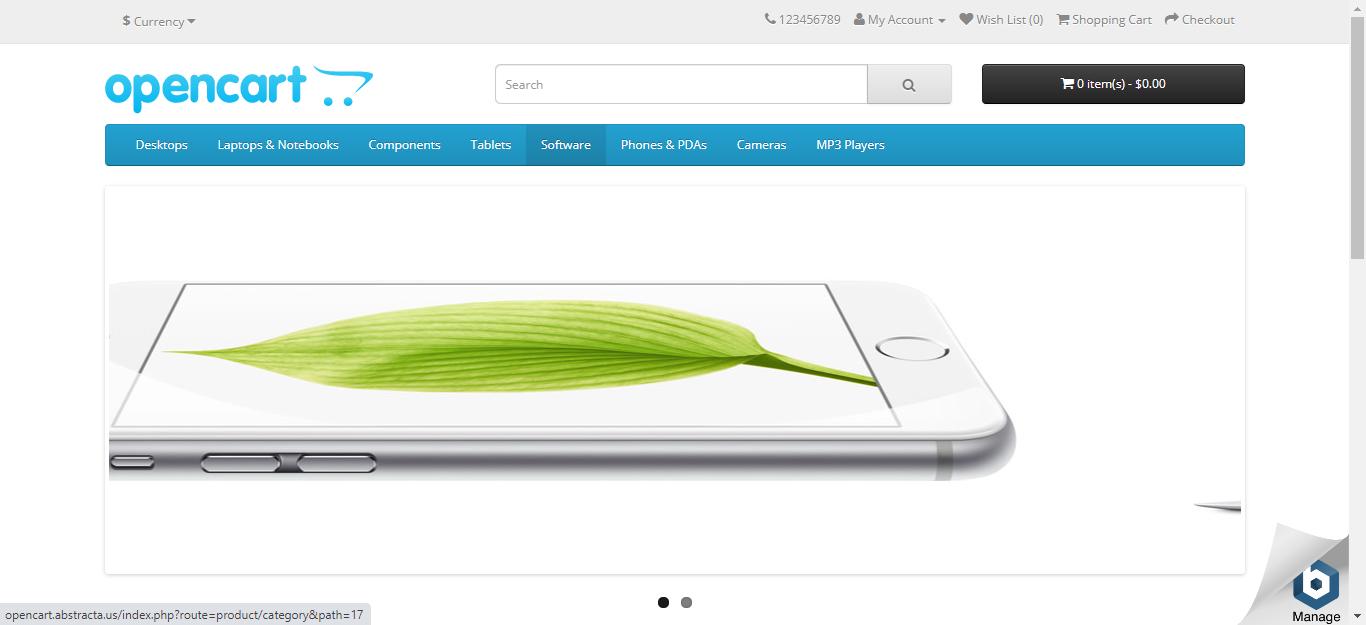 $ Currency
123456789 My Account Wish List (0) Shopping Cart Checkout
opencart
Search
0 item(s) - $0.00
Desktops Laptops & Notebooks Components Tablets Software Phones & PDAs Cameras MP3 Players
Manage
opencart.abstracta.us/index.php?route=product/category&path=17